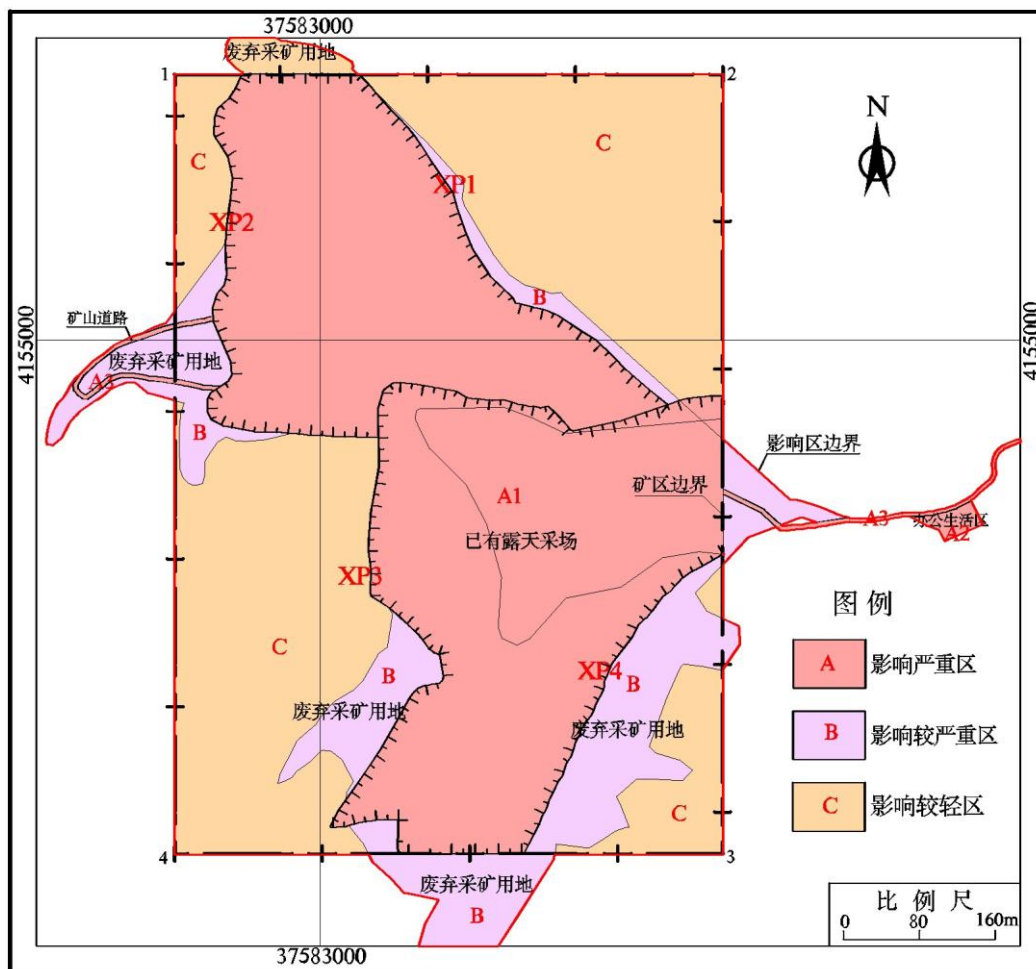 37583000
废弃采矿用地
1
2
N
C
C
XP1
XP2
B
矿山道路
4155000
4155000
废弃采矿用地
A3
B
影响区边界
A1
矿区边界
A3
办公生活区
A2
已有露天采场
XP3
图 例
C
B
XP4
B
A
影响严重区
废弃采矿用地
废弃采矿用地
B
影响较严重区
C
C
影响较轻区
4
3
废弃采矿用地
B
比 例 尺
0 80 160m
37583000